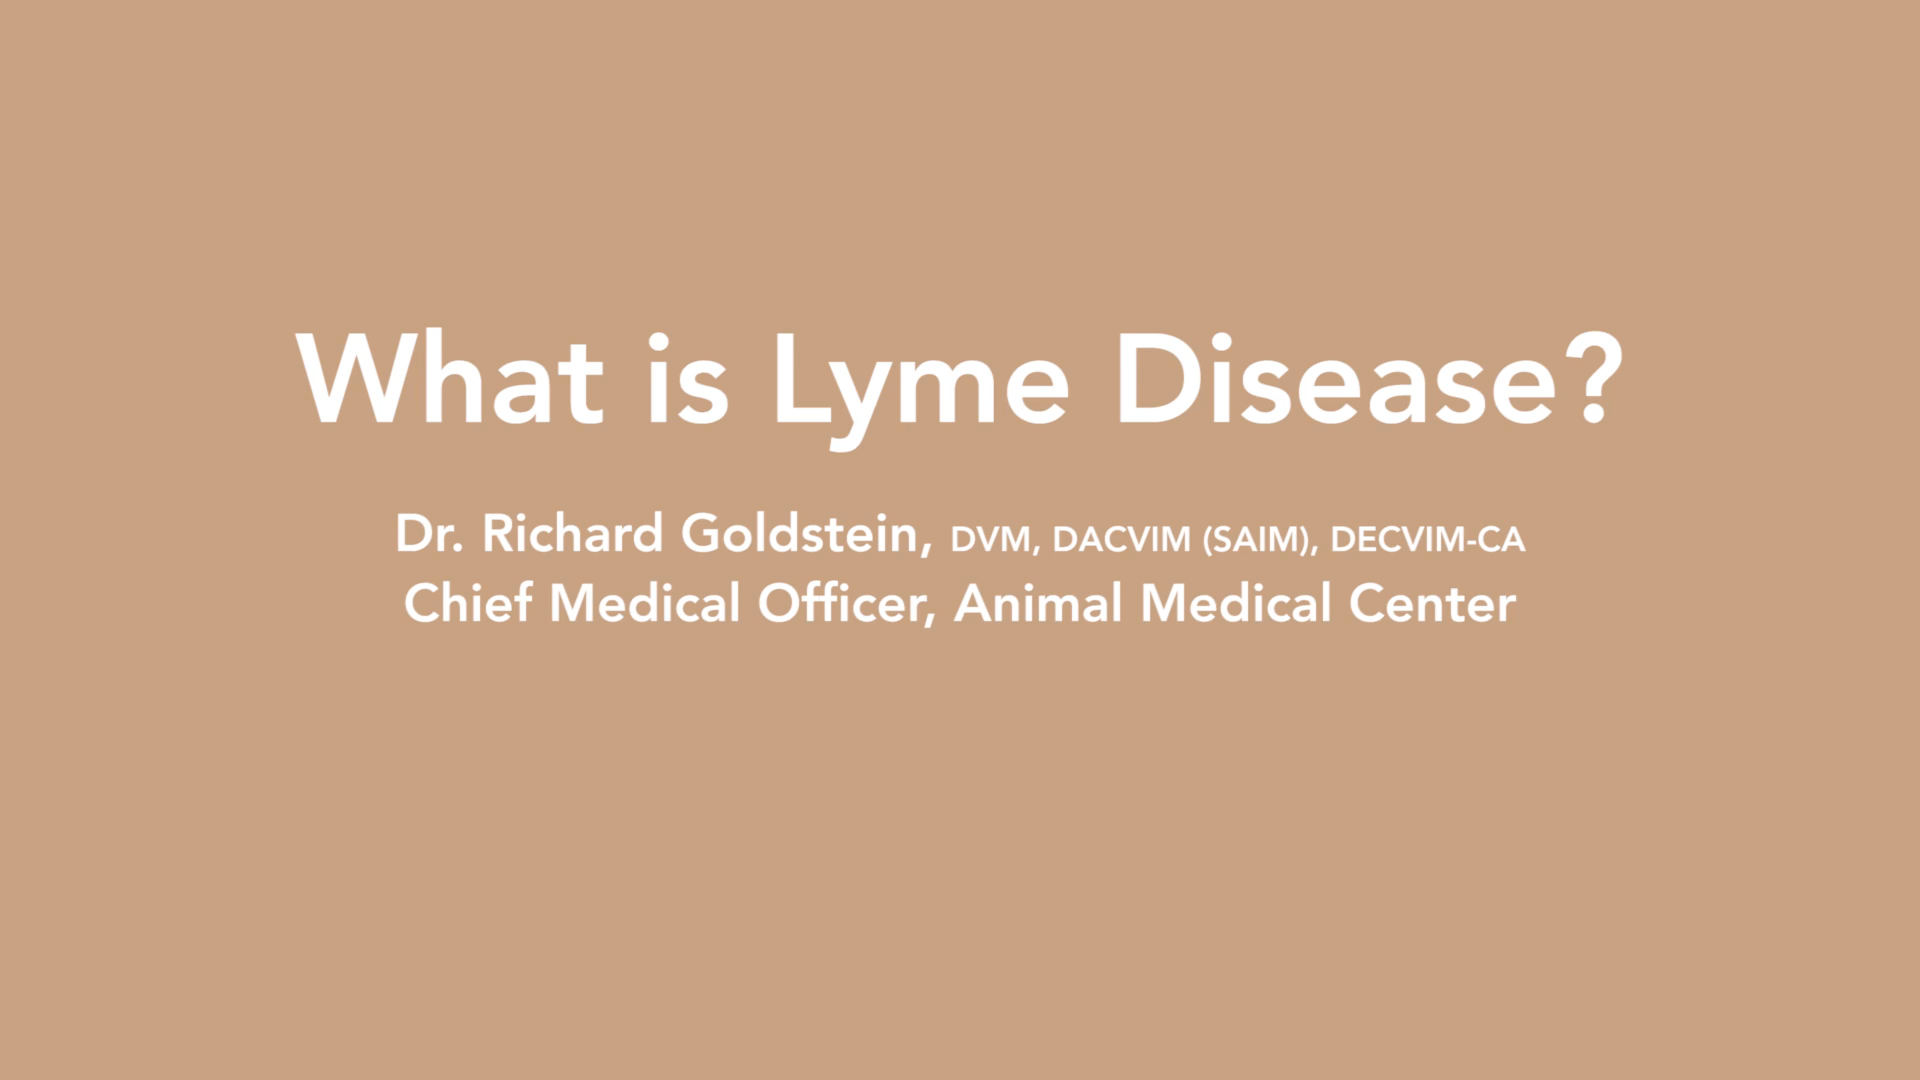 What is Lyme Disease?
Dr. Richard Goldstein, DVM, DACVIM (SAIM), DECVIM-CA
Chief Medical Officer, Animal Medical Center